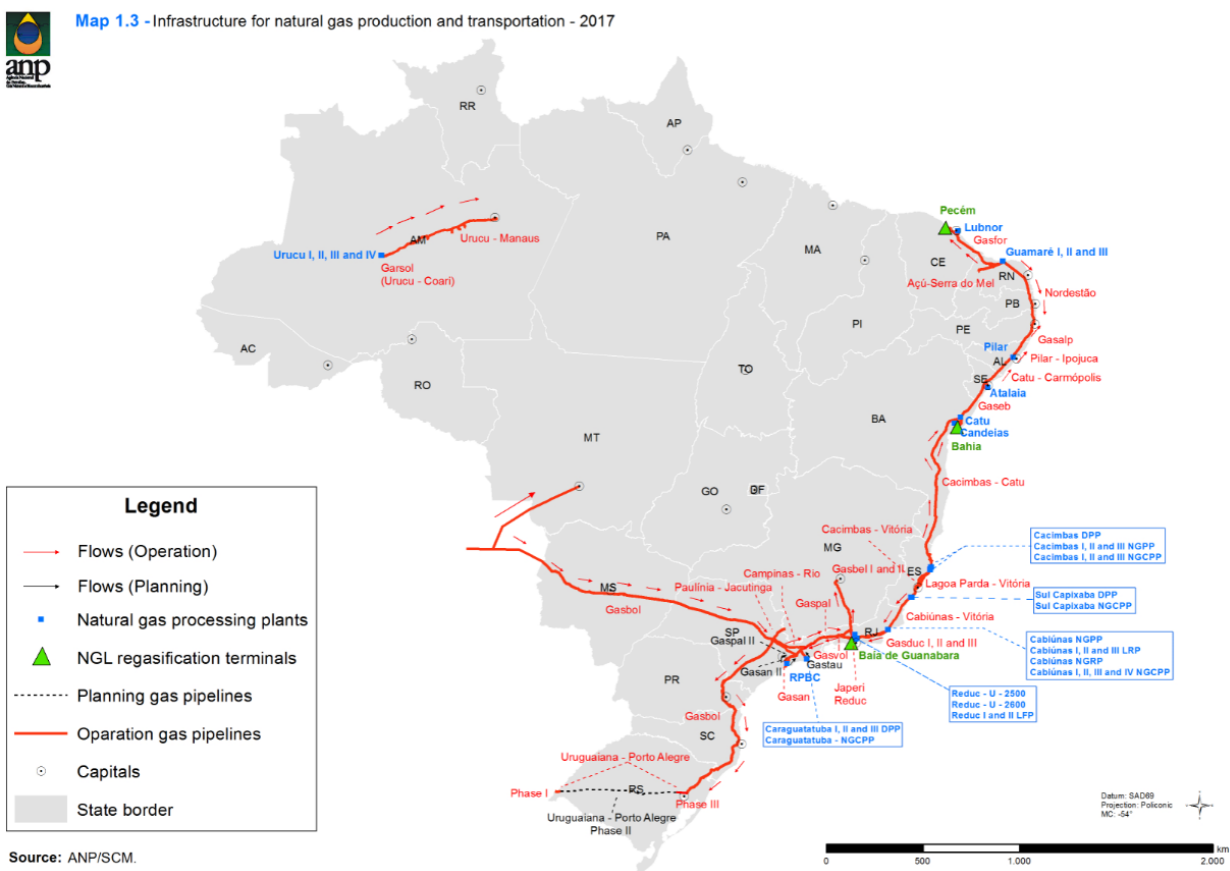 Map 1.3 - Infrastructure for natural gas production and transportation - 2017
anp
RR
AP
AM
Urucu - Manaus
Urucu I, II, III and IV
Garsol
(Urucu - Coari)
PA
MA
Pecém
Lubnor
Gasfor
CE
Guamaré I, II and III
Açú-Serra do Mel
RN
Nordestão
PB
PI
PE
Gasalp
Pilar
AL
Pilar - Ipojuca
AC
RO
TO
SE
Catu - Carmópolis
Atalaia
Gaseb
BA
Catu
Candeias
Bahia
MT
GO
DF
Cacimbas - Catu
Cacimbas - Vitória
MG
Cacimbas DPP
Cacimbas I, II and III NGPP
Cacimbas I, II and III NGCPP
Campinas - Rio
Gasbel I and II
ES
Lagoa Parda - Vitória
Paulínia - Jacutinga
MS
Gasbol
Gaspal
Sul Capixaba DPP
Sul Capixaba NGCPP
Cabiúnas - Vitória
SP
Gaspal II
RJ
Gasduc I, II and III
Cabiúnas NGPP
Cabiúnas I, II and III LRP
Cabiúnas NGRP
Cabiúnas I, II, III and IV NGCPP
Gasvol
Baía de Guanabara
Gastau
Gasan II
RPBC
PR
Gasan
Japeri
Reduc
Reduc - U - 2500
Reduc - U - 2600
Reduc I and II LFP
Gasbol
Caraguatatuba I, II and III DPP
Caraguatatuba - NGCPP
SC
Uruguaiana - Porto Alegre
RS
Phase I
Phase III
Uruguaiana - Porto Alegre
Phase II
Legend
Flows (Operation)
Flows (Planning)
Natural gas processing plants
NGL regasification terminals
Planning gas pipelines
Oparation gas pipelines
Capitals
State border
Source: ANP/SCM.
Datum: SAD69
Projection: Policonic
MC: -54°
km
0 500 1.000 2.000